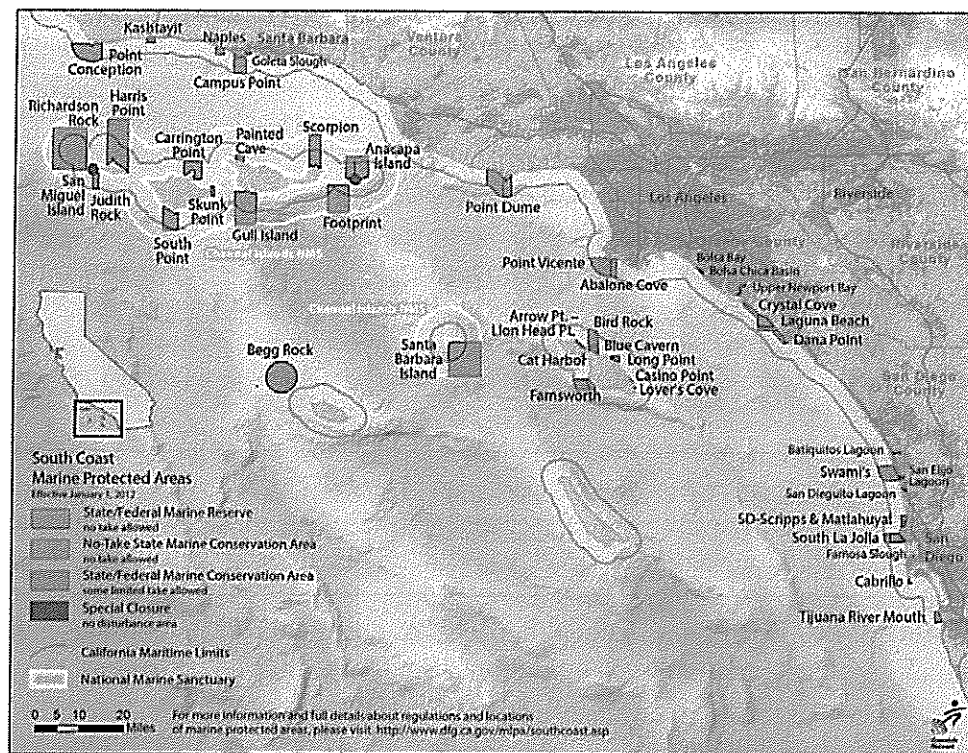 Kashtayit
Naples
Santa Barbara
Ventura
County
Point
Conception
Goleta Slough
Campus Point
Los Angeles
County
San Bernardino
County
Richardson
Rock
Harris
Point
Carrington
Point
Painted
Cave
Scorpion
Anacapa
Island
San
Miguel
Island
Judith
Rock
Skunk
Point
South
Point
Gull Island
Footprint
Channel Islands NMS
Point Dume
Los Angeles
Riverside
Riverside
County
County
Point Vicente
Abalone Cove
Bolsa Bay
Bolsa Chica Basin
Upper Newport Bay
Crystal Cove
Laguna Beach
Dana Point
Channel Islands NMS
Arrow Pt. –
Lion Head Pt.
Bird Rock
Blue Cavern
Cat Harbor
Long Point
Casino Point
Lover's Cove
Farnsworth
Santa
Barbara
Island
Begg Rock
San Diego
County
Batiquitos Lagoon
Swami's
San Elijo
Lagoon
San Dieguito Lagoon
SD-Scripps & Matlahuyal
South La Jolla
San
Diego
Famosa Slough
Cabrillo
Tijuana River Mouth
South Coast
Marine Protected Areas
Effective January 1, 2012
State/Federal Marine Reserve
no take allowed
No-Take State Marine Conservation Area
no take allowed
State/Federal Marine Conservation Area
some limited take allowed
Special Closure
no disturbance area
California Maritime Limits
National Marine Sanctuary
0 5 10 20
Miles
For more information and full details about regulations and locations
of marine protected areas, please visit: http://www.dfg.ca.gov/mlpa/southcoast.asp